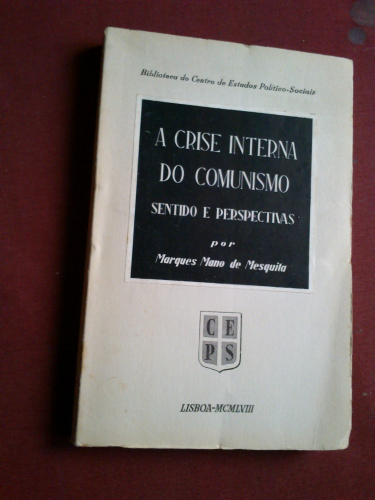 Biblioteca do Centro de Estudos Político-Sociais
A CRISE INTERNA
DO COMUNISMO
SENTIDO E PERSPECTIVAS
por
Marques Mano de Mesquita
C E
P S
LISBOA-MCMLVIII